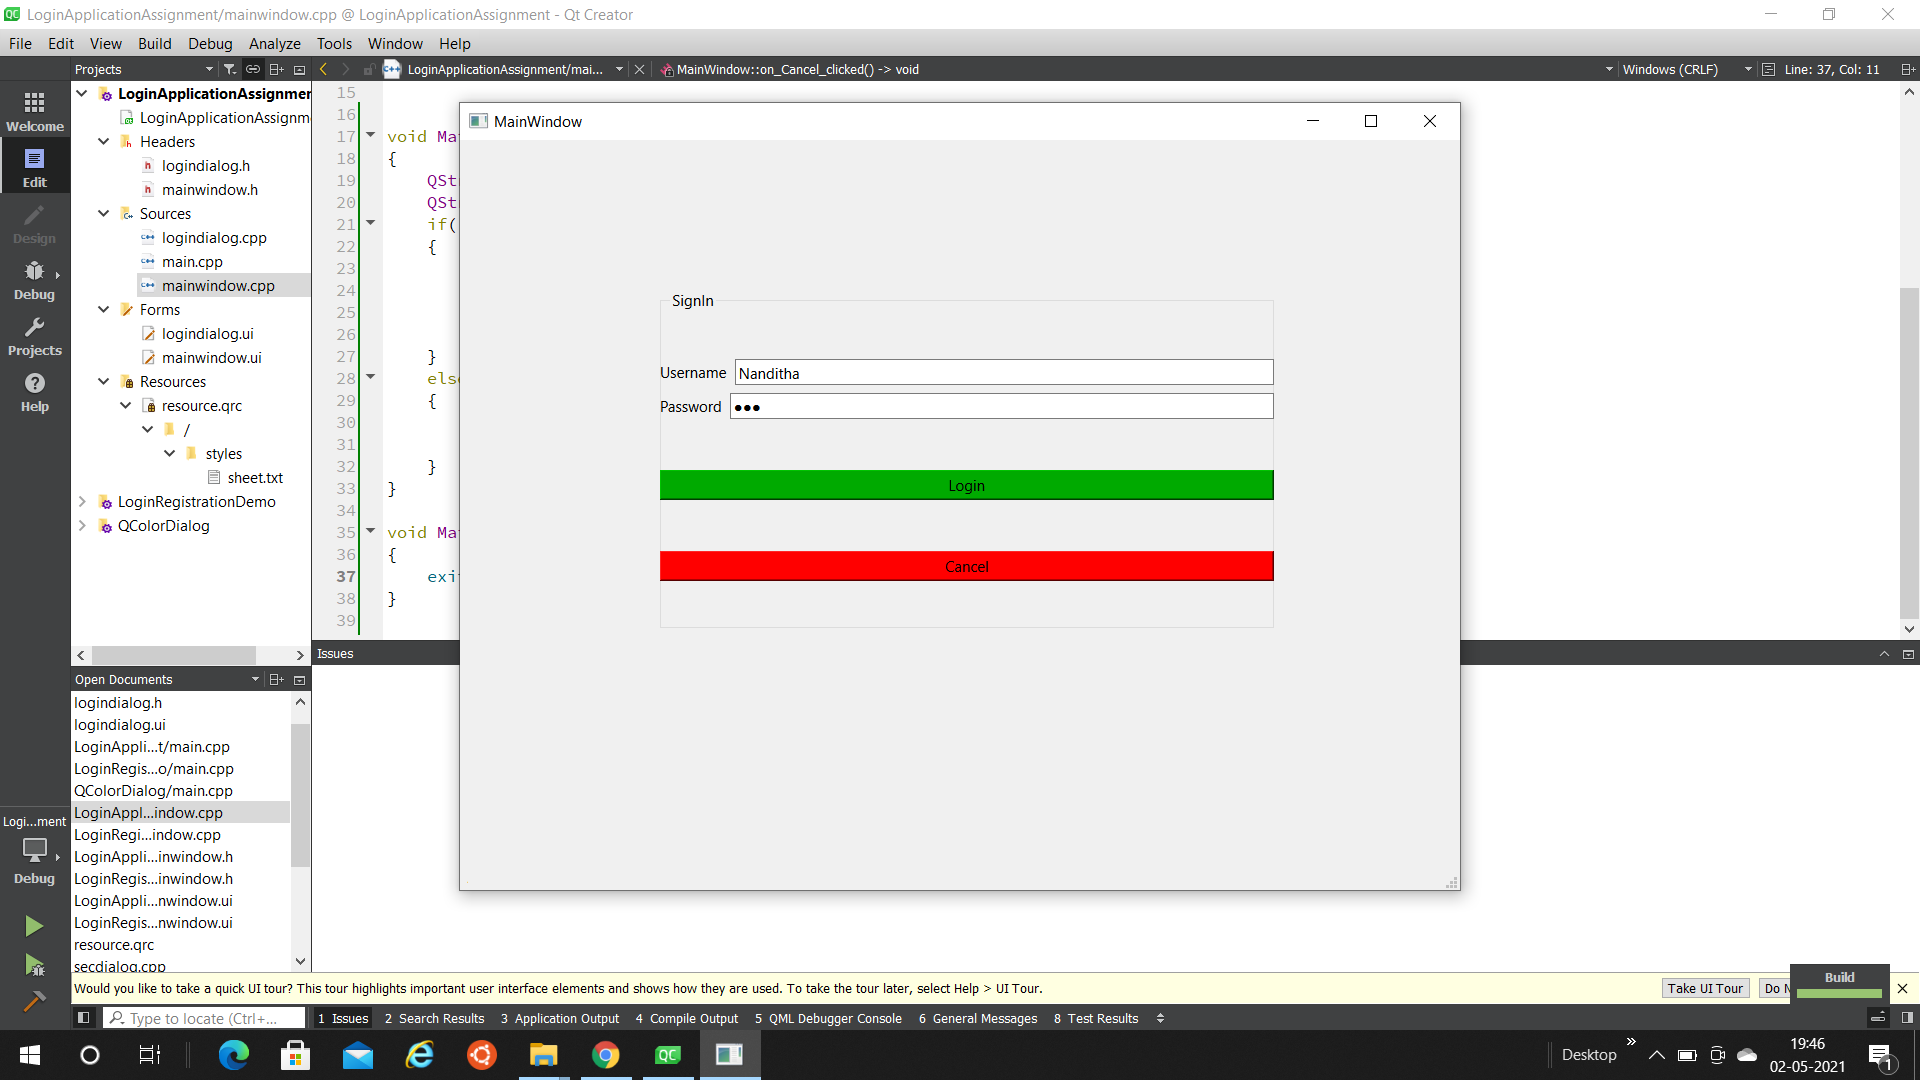 LoginApplicationAssignment/mainwindow.cpp @ LoginApplicationAssignment - Qt Creator
File Edit View Build Debug Analyze Tools Window Help
Projects
LoginApplicationAssignment/mai...
MainWindow::on_Cancel_clicked() -> void
Windows (CRLF)
Line: 37, Col: 11
Welcome
Edit
Design
Debug
Projects
Help
LoginApplicationAssignmer
LoginApplicationAssignm
Headers
logindialog.h
mainwindow.h
Sources
logindialog.cpp
main.cpp
mainwindow.cpp
Forms
logindialog.ui
mainwindow.ui
Resources
resource.qrc
/
styles
sheet.txt
LoginRegistrationDemo
QColorDialog
15
16
17 void Ma
18 {
19 QSt
20 QSt
21 if(
22 {
23
24
25
26
27 }
28 els
29 {
30
31
32 }
33 }
34
35 void Ma
36 {
37 exi
38 }
39
MainWindow
SignIn
Username Nanditha
Password ●●●
Login
Cancel
Issues
Open Documents
logindialog.h
logindialog.ui
LoginAppli...t/main.cpp
LoginRegis...o/main.cpp
QColorDialog/main.cpp
LoginAppl...indow.cpp
LoginRegi...indow.cpp
LoginAppli...inwindow.h
LoginRegis...inwindow.h
LoginAppli...nwindow.ui
LoginRegis...nwindow.ui
resource.qrc
secdialog.cpp
Logi...ment
Debug
Would you like to take a quick UI tour? This tour highlights important user interface elements and shows how they are used. To take the tour later, select Help > UI Tour.
Take UI Tour
Do N
Build
Type to locate (Ctrl+...
1 Issues 2 Search Results 3 Application Output 4 Compile Output 5 QML Debugger Console 6 General Messages 8 Test Results
Desktop
19:46
02-05-2021
1